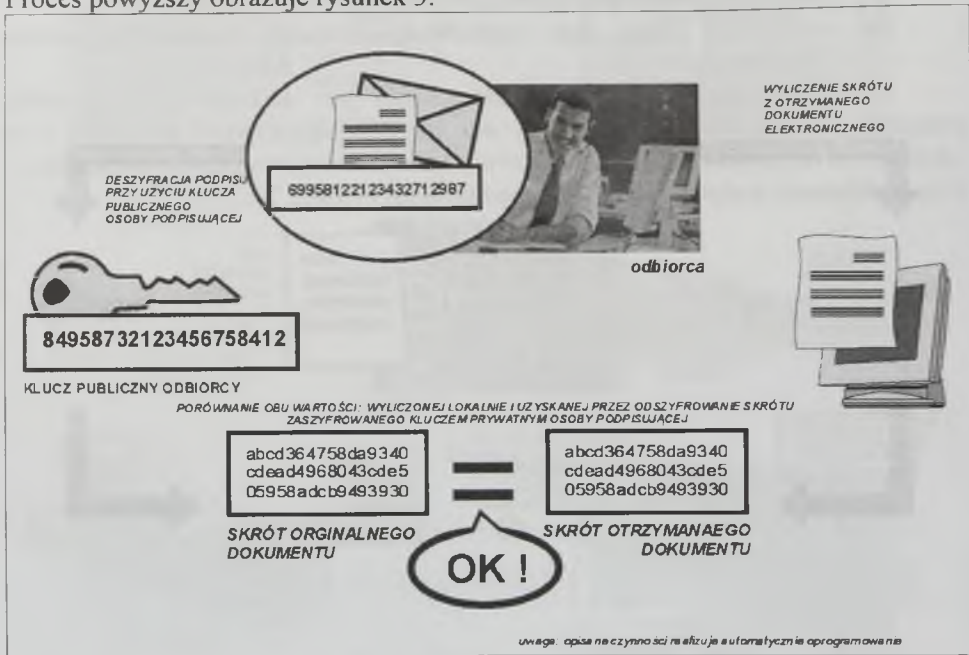 Proces powyższy obrazuje rysunek 3.
WYLICZENIE SKRÓTU
Z OTRZYMANEGO
DOKUMENTU
ELEKTRONICZNEGO
DESZYFRACJA PODPISU
PRZY UŻYCIU KLUCZA
PUBLICZNEGO
OSOBY PODPISUJĄCEJ
69958122123432712987
odbiorca
84958732123456758412
KLUCZ PUBLICZNY ODBIORCY
PORÓWNANIE OBU WARTOŚCI: WYLICZONEJ LOKALNIE I UZYSKANEJ PRZEZ ODSZYFROWANIE SKRÓTU
ZASZYFROWANEGO KLUCZEM PRYWATNYM OSOBY PODPISUJĄCEJ
abcd364758da9340
cdead4968043cde5
05958adcb9493930
=
abcd364758da9340
cdead4968043cde5
05958adcb9493930
SKRÓT ORGINALNEGO
DOKUMENTU
SKRÓT OTRZYMANAEGO
DOKUMENTU
OK !
uwaga: opisane czynności realizuje automatycznie oprogramowanie